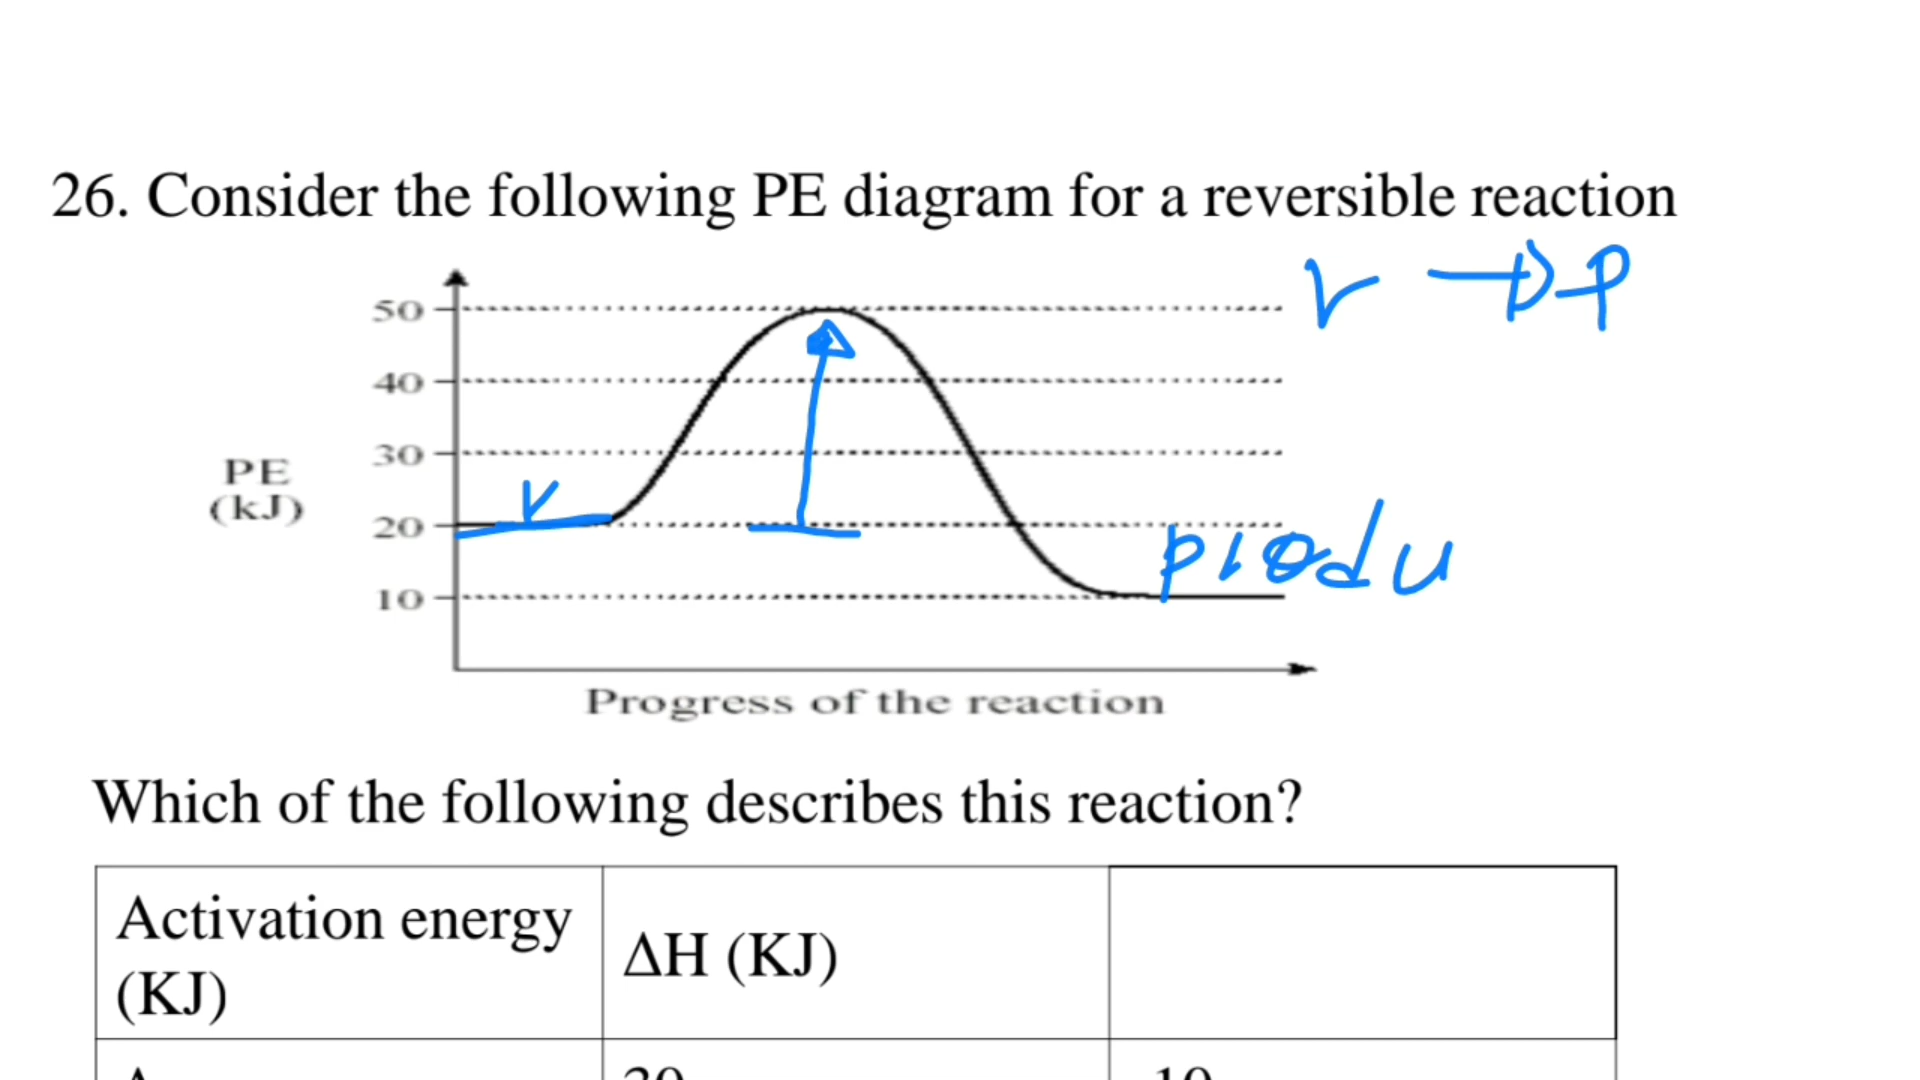 26. Consider the following PE diagram for a reversible reaction
r → P
50
40
30
PE
(kJ)
r
20
produ
10
Progress of the reaction
Which of the following describes this reaction?
Activation energy
(KJ)
ΔH (KJ)